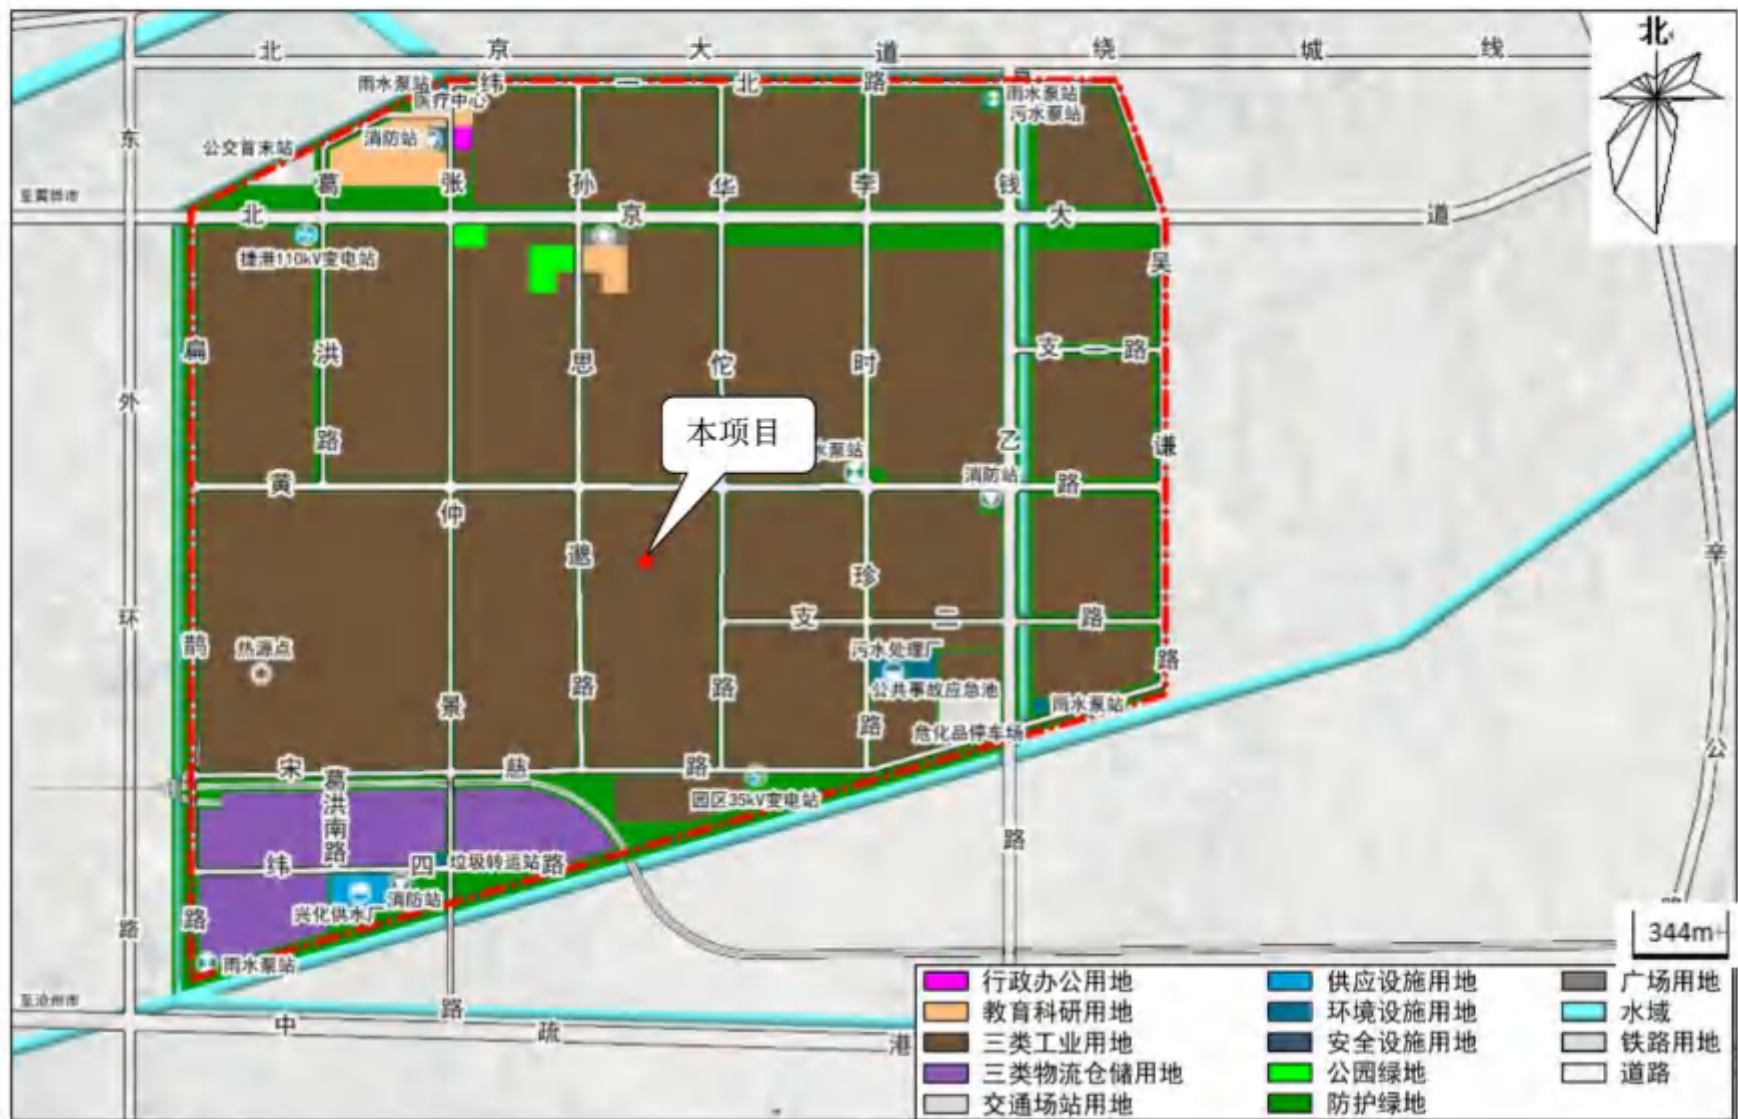 北京大道绕城线
北
雨水泵站
纬一北路
医疗中心
雨水泵站
污水泵站
东外环路
消防站
公交首末站
至黄骅市
北京大道
葛洪路
张仲景路
孙思邈路
华佗路
李时珍路
钱乙路
吴谦路
扁鹊路
捷港110kV变电站
支一路
本项目
水泵站
消防站
黄路
辛公
支二路
热源点
污水处理厂
公共事故应急池
雨水泵站
危化品停车场
宋慈路
葛洪南路
园区35kV变电站
纬四路
垃圾转运站
消防站
兴化供水厂
雨水泵站
至沧州市
中疏港
344m
行政办公用地
教育科研用地
三类工业用地
三类物流仓储用地
交通场站用地
供应设施用地
环境设施用地
安全设施用地
公园绿地
防护绿地
广场用地
水域
铁路用地
道路